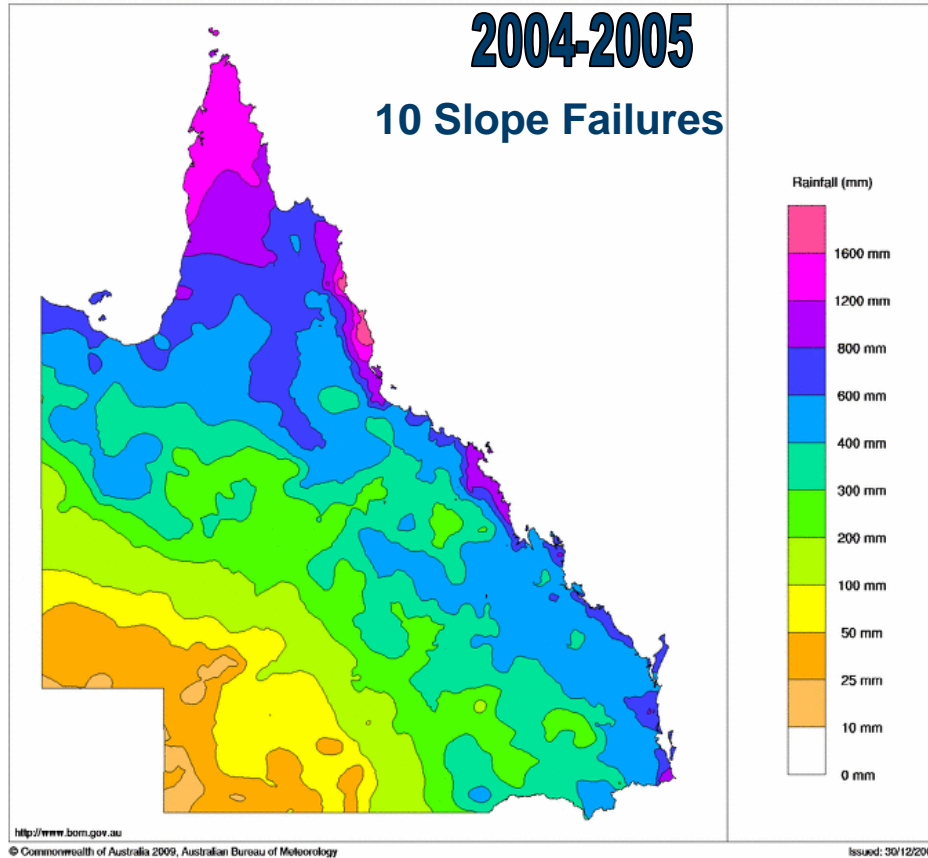 2004-2005
10 Slope Failures
Rainfall (mm)
1600 mm
1200 mm
800 mm
600 mm
400 mm
300 mm
200 mm
100 mm
50 mm
25 mm
10 mm
0 mm
http://www.bom.gov.au
© Commonwealth of Australia 2009, Australian Bureau of Meteorology
Issued: